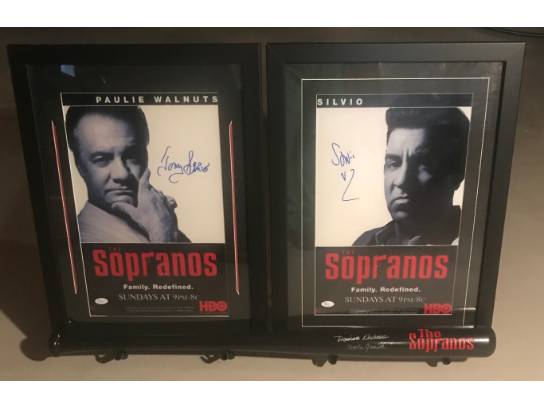 PAULIE WALNUTS
THE
Sopranos
Family. Redefined.
SUNDAYS AT 9PM/8C
HBO
SILVIO
THE
Sopranos
Family. Redefined.
SUNDAYS AT 9PM/8C
HBO
The
Sopranos